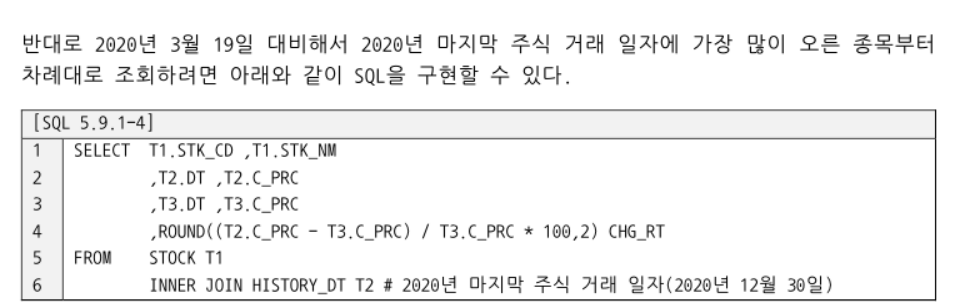 반대로 2020년 3월 19일 대비해서 2020년 마지막 주식 거래 일자에 가장 많이 오른 종목부터
차례대로 조회하려면 아래와 같이 SQL을 구현할 수 있다.
[SQL 5.9.1-4]
1 SELECT T1.STK_CD ,T1.STK_NM
2 ,T2.DT ,T2.C_PRC
3 ,T3.DT ,T3.C_PRC
4 ,ROUND((T2.C_PRC - T3.C_PRC) / T3.C_PRC * 100,2) CHG_RT
5 FROM STOCK T1
6 INNER JOIN HISTORY_DT T2 # 2020년 마지막 주식 거래 일자(2020년 12월 30일)